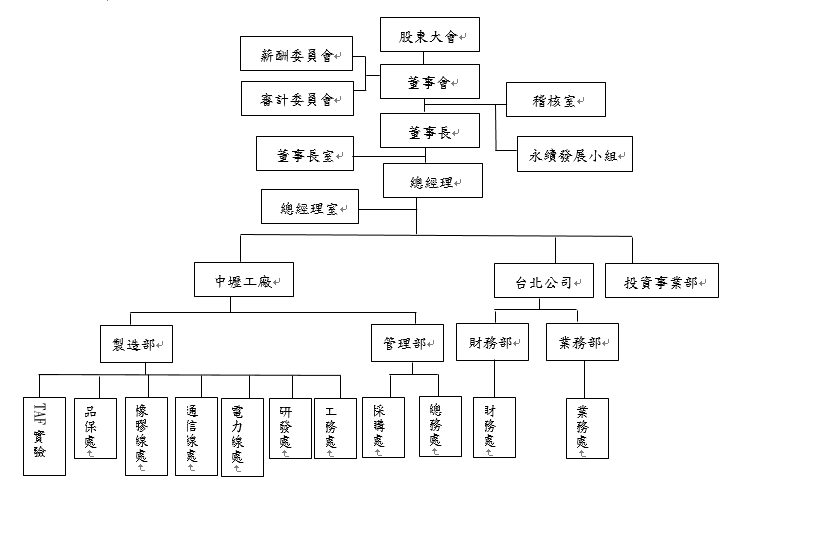 股東大會
薪酬委員會
董事會
審計委員會
稽核室
董事長
董事長室
永續發展小組
總經理
總經理室
中壢工廠
台北公司
投資事業部
製造部
管理部
財務部
業務部
TAF實驗
品保處
橡膠線處
通信線處
電力線處
研發處
工務處
採購處
總務處
財務處
業務處